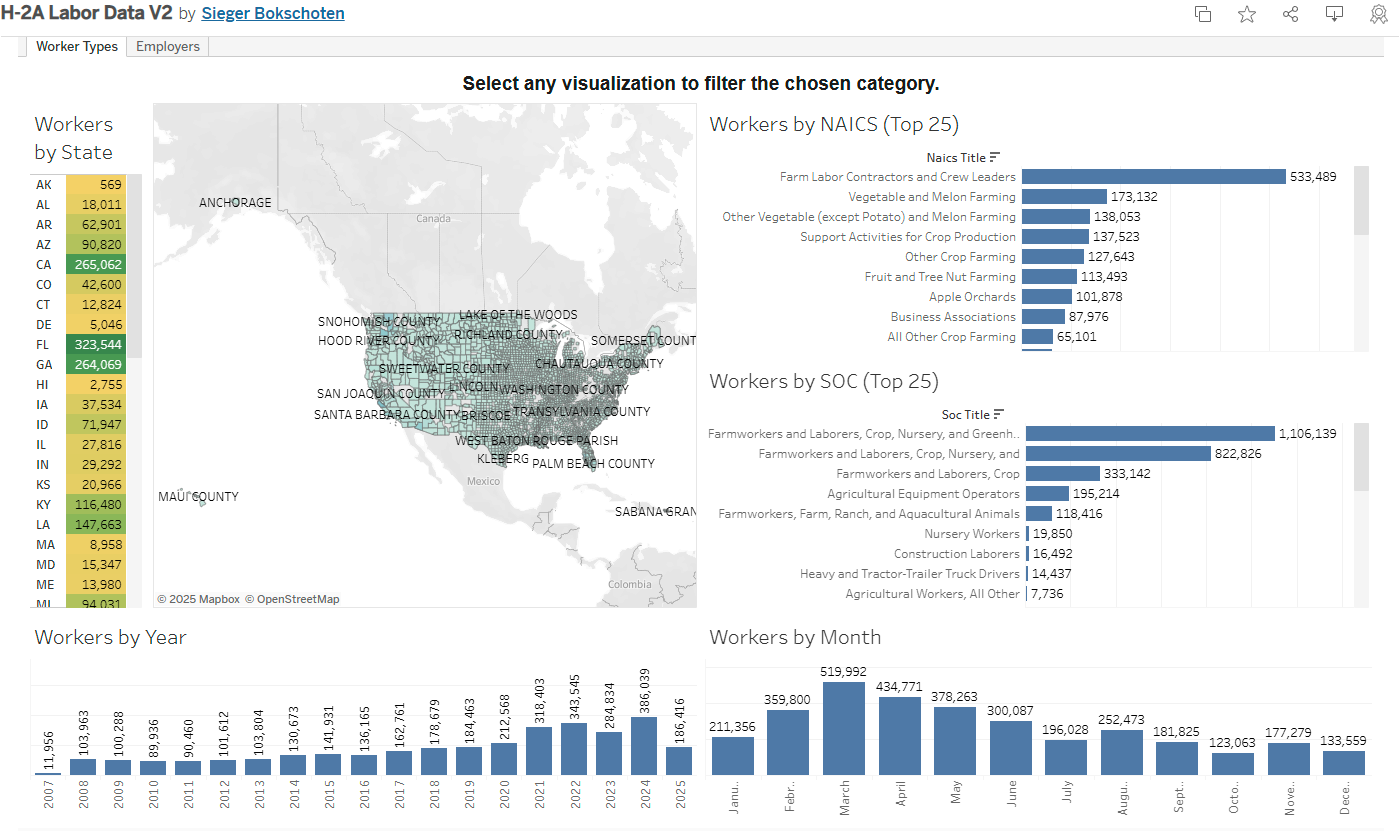 H-2A Labor Data V2 by Sieger Bokschoten
Worker Types
Employers
Select any visualization to filter the chosen category.
Workers
by State
AK 569
AL 18,011
AR 62,901
AZ 90,820
CA 265,062
CO 42,600
CT 12,824
DE 5,046
FL 323,544
GA 264,069
HI 2,755
IA 37,534
ID 71,947
IL 27,816
IN 29,292
KS 20,966
KY 116,480
LA 147,663
MA 8,958
MD 15,347
ME 13,980
MI 94,031
ANCHORAGE
Canada
LAKE OF THE WOODS
SNOHOMISH COUNTY
RICHLAND COUNTY
HOOD RIVER COUNTY
SOMERSET COUNT
CHAUTAUQUA COUNTY
SWEETWATER COUNTY
LINCOLN
WASHINGTON COUNTY
SAN JOAQUIN COUNTY
SANTA BARBARA COUNTY
BRISCOE
TRANSYLVANIA COUNTY
WEST BATON ROUGE PARISH
KLEBERG
PALM BEACH COUNTY
Mexico
MAUI COUNTY
SABANA GRAN
Colombia
© 2025 Mapbox © OpenStreetMap
Workers by NAICS (Top 25)
Naics Title
Farm Labor Contractors and Crew Leaders 533,489
Vegetable and Melon Farming 173,132
Other Vegetable (except Potato) and Melon Farming 138,053
Support Activities for Crop Production 137,523
Other Crop Farming 127,643
Fruit and Tree Nut Farming 113,493
Apple Orchards 101,878
Business Associations 87,976
All Other Crop Farming 65,101
Workers by SOC (Top 25)
Soc Title
Farmworkers and Laborers, Crop, Nursery, and Greenh.. 1,106,139
Farmworkers and Laborers, Crop, Nursery, and 822,826
Farmworkers and Laborers, Crop 333,142
Agricultural Equipment Operators 195,214
Farmworkers, Farm, Ranch, and Aquacultural Animals 118,416
Nursery Workers 19,850
Construction Laborers 16,492
Heavy and Tractor-Trailer Truck Drivers 14,437
Agricultural Workers, All Other 7,736
Workers by Year
11,956
103,963
100,288
89,936
90,460
101,612
103,804
130,673
141,931
136,165
162,761
178,679
184,463
212,568
318,403
343,545
284,834
386,039
186,416
2007
2008
2009
2010
2011
2012
2013
2014
2015
2016
2017
2018
2019
2020
2021
2022
2023
2024
2025
Workers by Month
211,356
359,800
519,992
434,771
378,263
300,087
196,028
252,473
181,825
123,063
177,279
133,559
Janu..
Febr..
March
April
May
June
July
Augu..
Sept..
Octo..
Nove..
Dece..